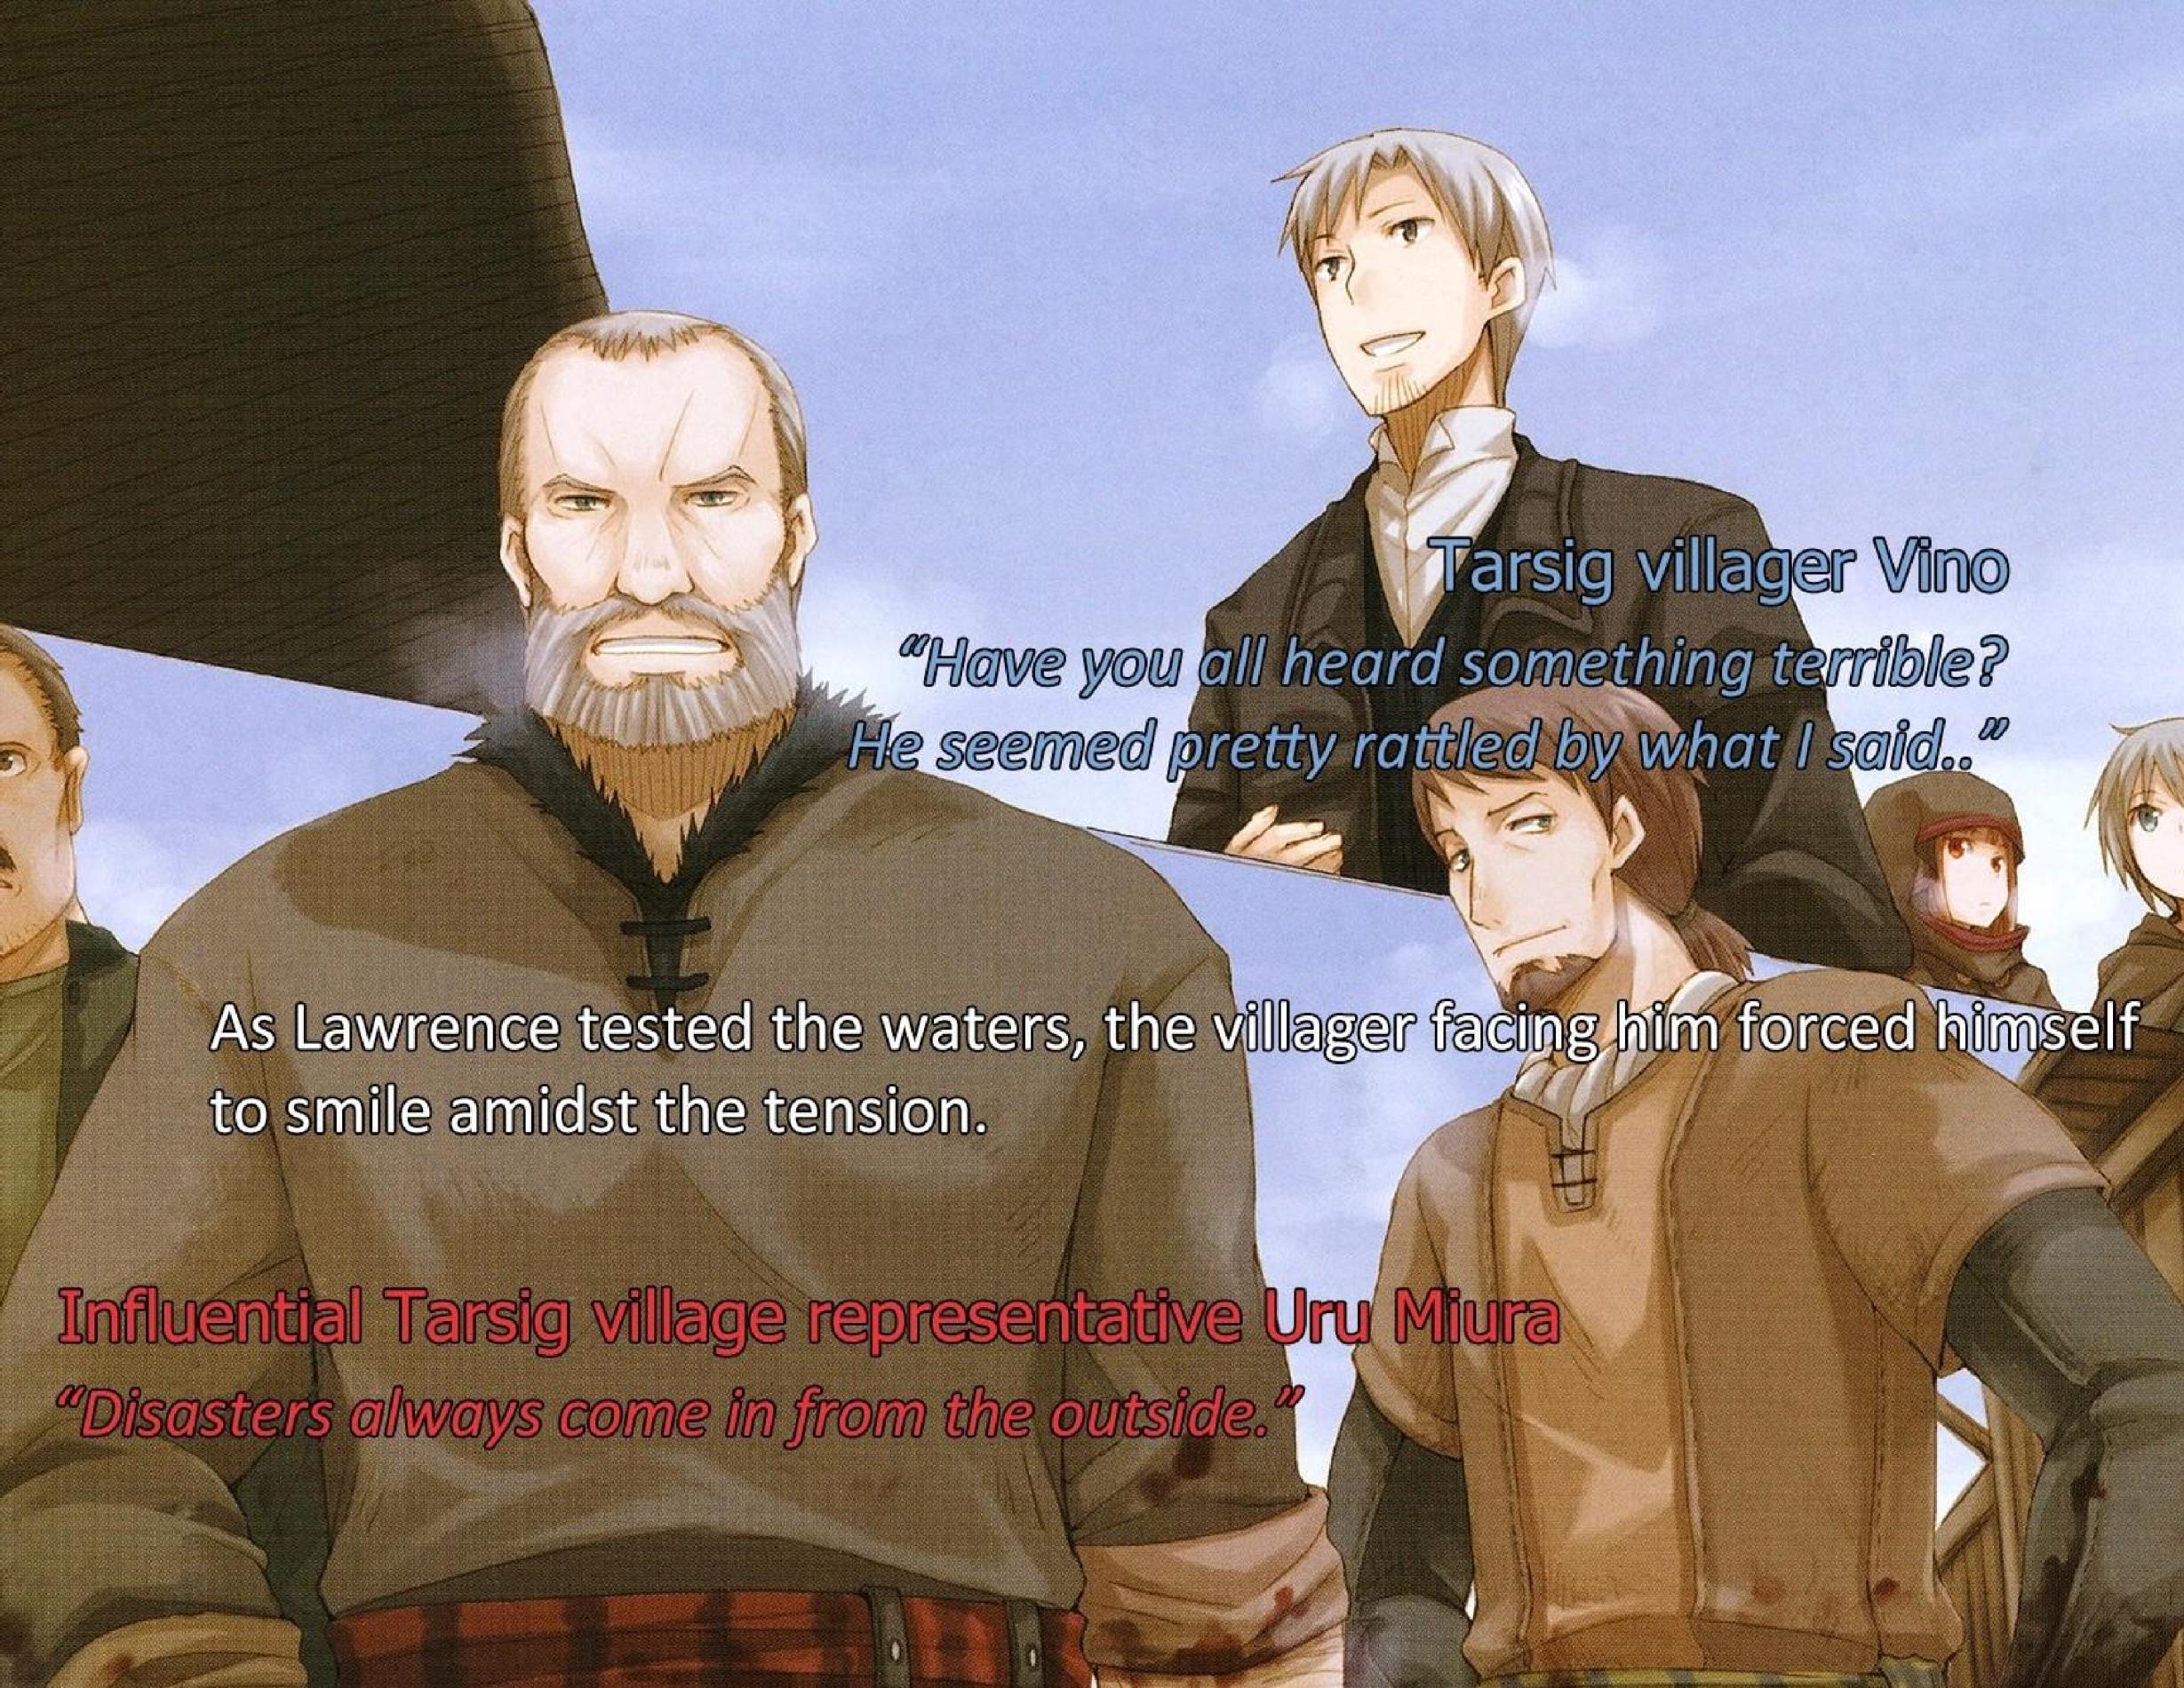 Tarsig villager Vino
“Have you all heard something terrible?
He seemed pretty rattled by what I said..”
As Lawrence tested the waters, the villager facing him forced himself
to smile amidst the tension.
Influential Tarsig village representative Uru Miura
“Disasters always come in from the outside.”